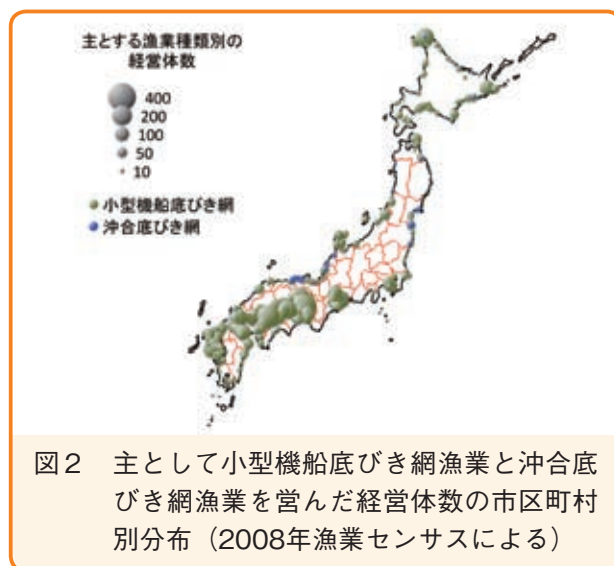 主とする漁業種類別の
経営体数
400
200
100
50
10
小型機船底びき網
沖合底びき網
図2 主として小型機船底びき網漁業と沖合底
びき網漁業を営んだ経営体数の市区町村
別分布（2008年漁業センサスによる）